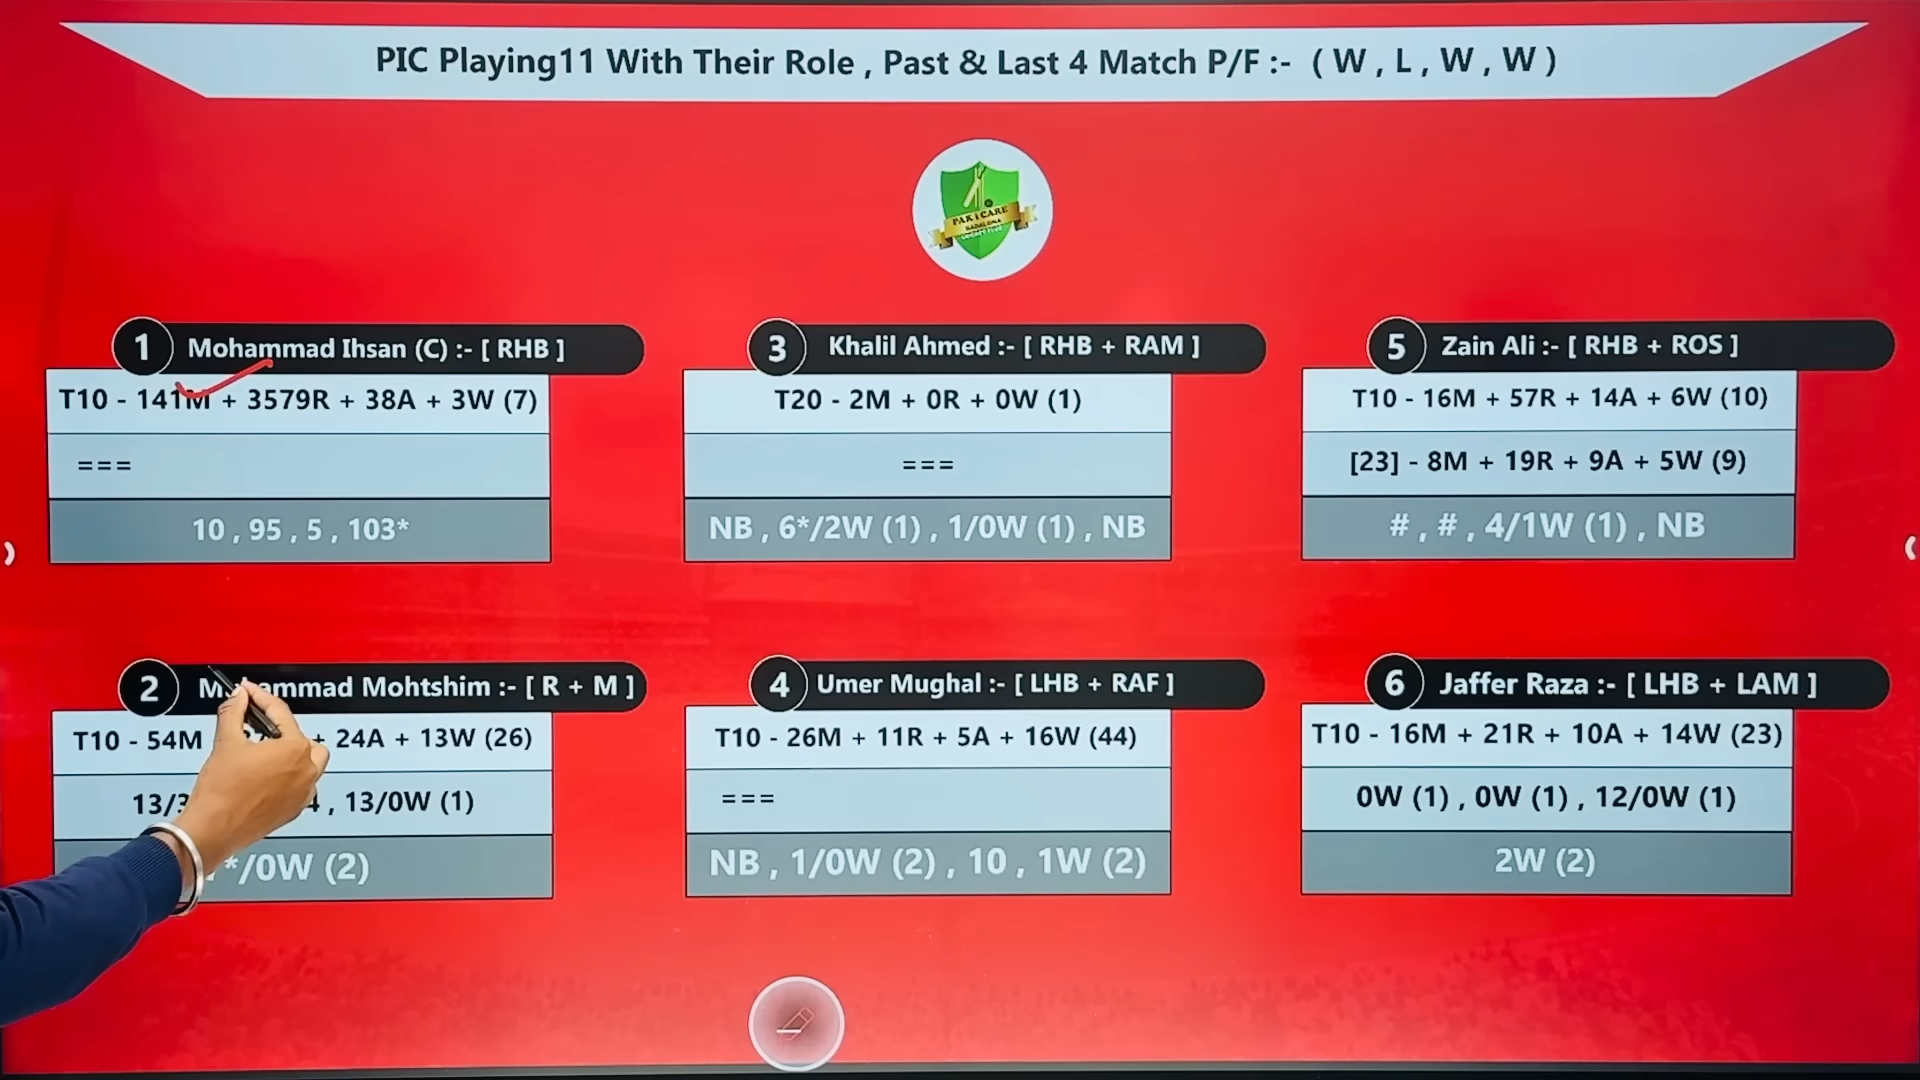 PIC Playing11 With Their Role , Past & Last 4 Match P/F :- ( W , L , W , W )
PAK I CARE
BADALONA
1 Mohammad Ihsan (C) :- [ RHB ]
T10 - 141M + 3579R + 38A + 3W (7)
===
10 , 95 , 5 , 103*
2 Mohammad Mohtshim :- [ R + M ]
T10 - 54M + 24A + 13W (26)
, 13/0W (1)
*/0W (2)
3 Khalil Ahmed :- [ RHB + RAM ]
T20 - 2M + 0R + 0W (1)
===
NB , 6*/2W (1) , 1/0W (1) , NB
4 Umer Mughal :- [ LHB + RAF ]
T10 - 26M + 11R + 5A + 16W (44)
===
NB , 1/0W (2) , 10 , 1W (2)
5 Zain Ali :- [ RHB + ROS ]
T10 - 16M + 57R + 14A + 6W (10)
[23] - 8M + 19R + 9A + 5W (9)
# , # , 4/1W (1) , NB
6 Jaffer Raza :- [ LHB + LAM ]
T10 - 16M + 21R + 10A + 14W (23)
0W (1) , 0W (1) , 12/0W (1)
2W (2)